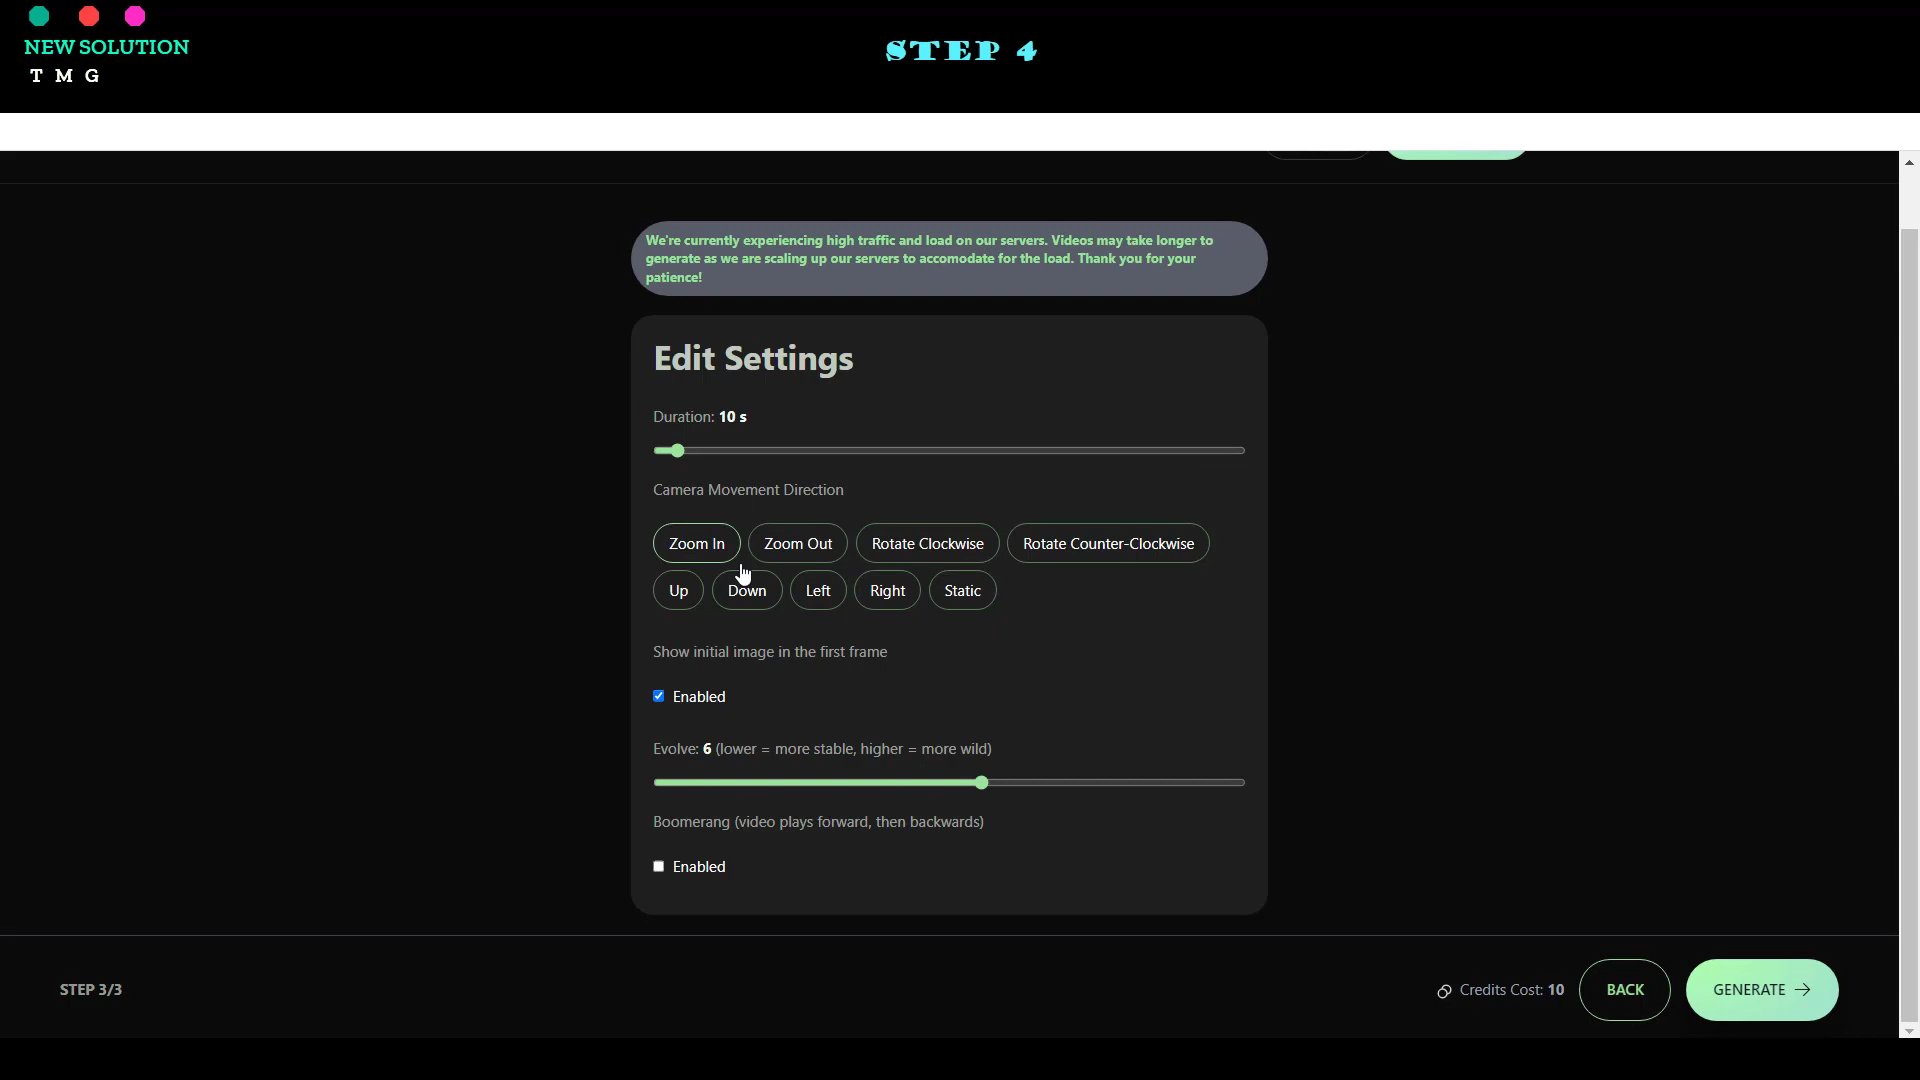 NEW SOLUTION
T M G
STEP 4
We're currently experiencing high traffic and load on our servers. Videos may take longer to
generate as we are scaling up our servers to accomodate for the load. Thank you for your
patience!
Edit Settings
Duration: 10 s
Camera Movement Direction
Zoom In Zoom Out Rotate Clockwise Rotate Counter-Clockwise
Up Down Left Right Static
Show initial image in the first frame
Enabled
Evolve: 6 (lower = more stable, higher = more wild)
Boomerang (video plays forward, then backwards)
Enabled
STEP 3/3
Credits Cost: 10
BACK
GENERATE →